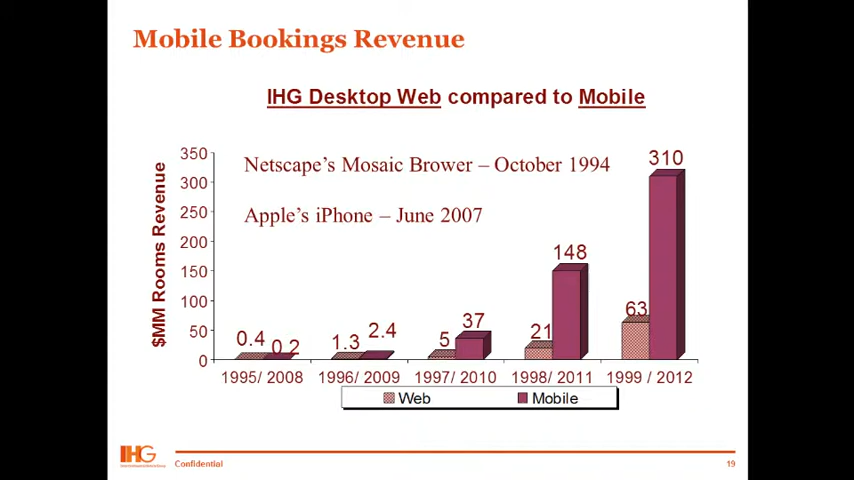 Mobile Bookings Revenue
IHG Desktop Web compared to Mobile
Netscape's Mosaic Brower – October 1994
Apple's iPhone – June 2007
$MM Rooms Revenue
350
300
250
200
150
100
50
0
0.4
0.2
1.3
2.4
5
37
21
148
63
310
1995/ 2008
1996/ 2009
1997/ 2010
1998/ 2011
1999 / 2012
Web
Mobile
IHG
Confidential
19